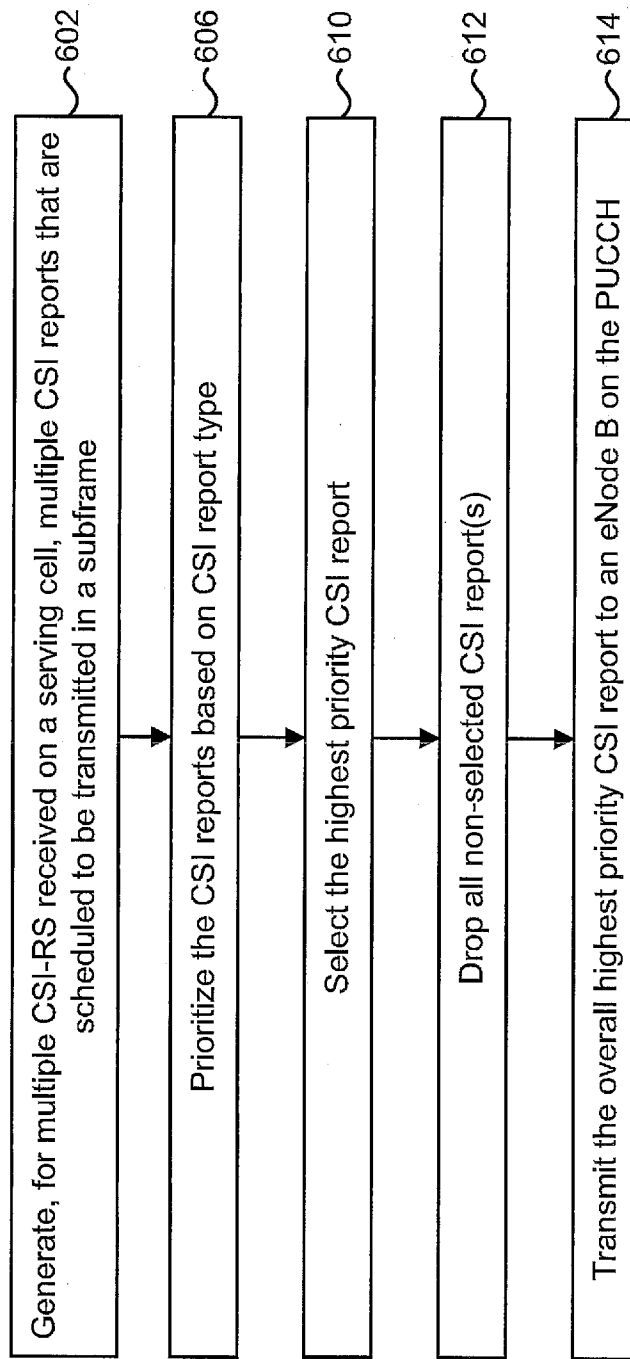 Generate, for multiple CSI-RS received on a serving cell, multiple CSI reports that are
scheduled to be transmitted in a subframe
602
Prioritize the CSI reports based on CSI report type
606
Select the highest priority CSI report
610
Drop all non-selected CSI report(s)
612
Transmit the overall highest priority CSI report to an eNode B on the PUCCH
614